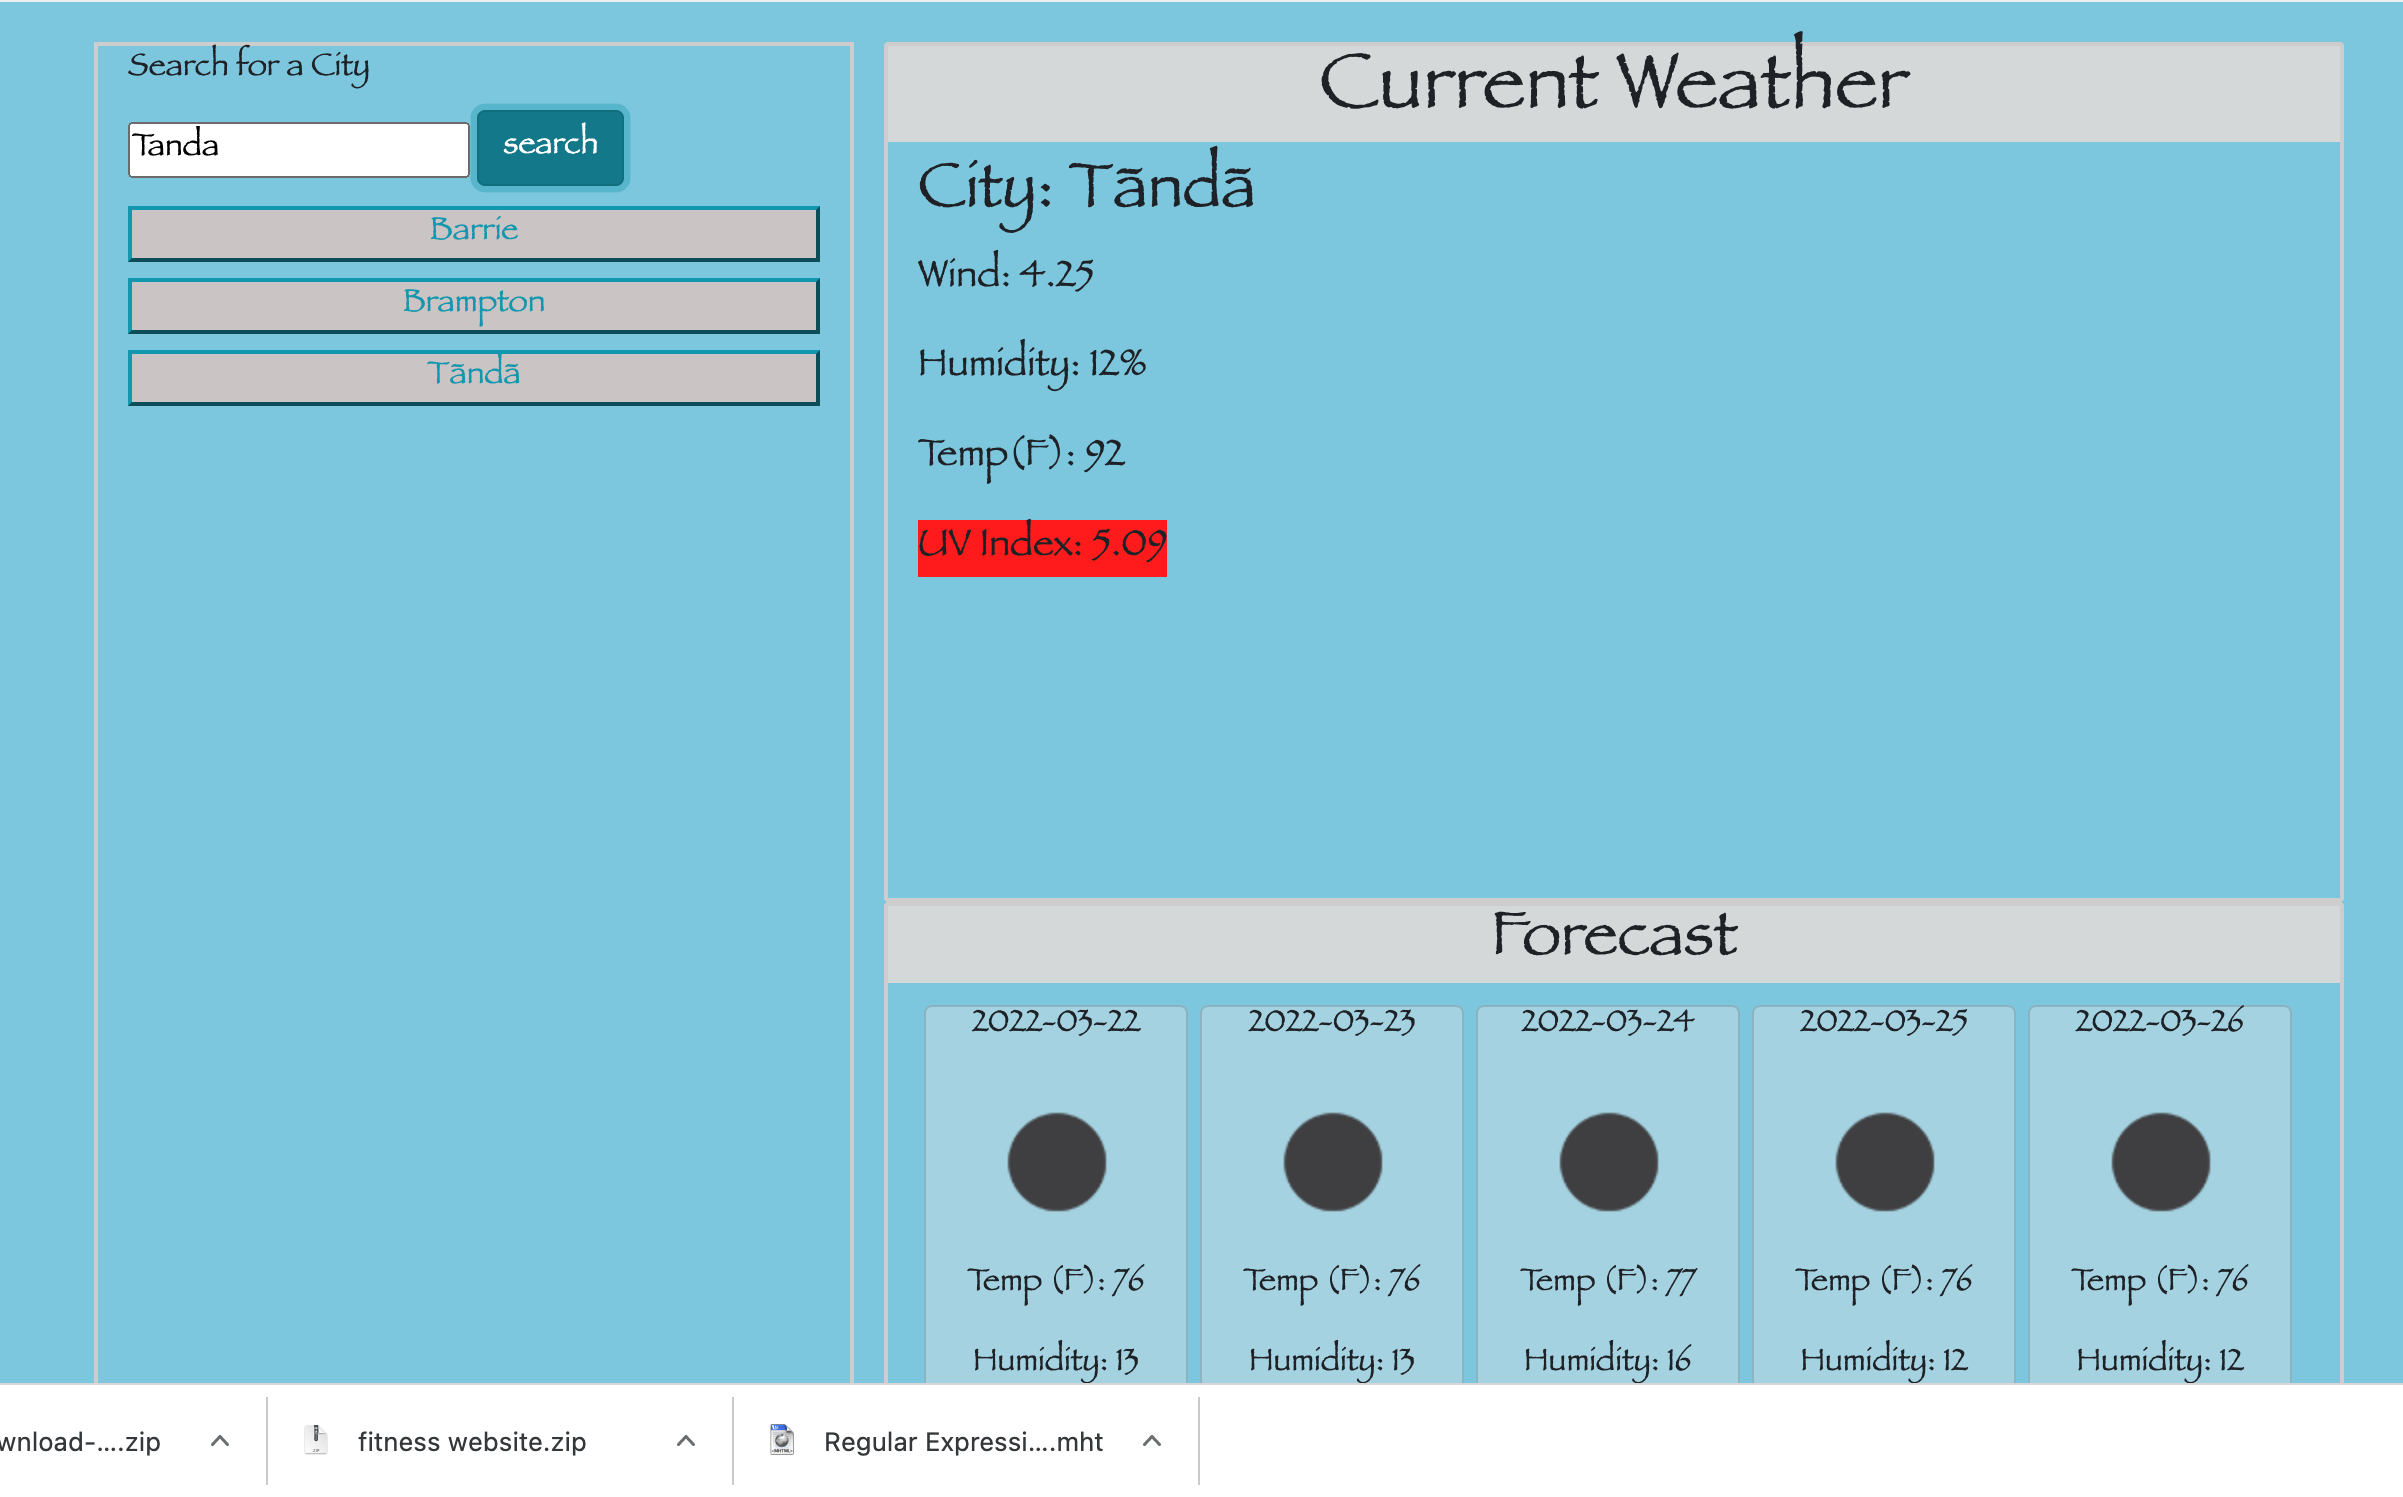 Search for a City
Tanda
search
Barrie
Brampton
Tāndā
Current Weather
City: Tāndā
Wind: 4.25
Humidity: 12%
Temp(F): 92
UV Index: 5.09
Forecast
2022-03-22 2022-03-23 2022-03-24 2022-03-25 2022-03-26
Temp (F): 76 Temp (F): 76 Temp (F): 77 Temp (F): 76 Temp (F): 76
Humidity: 13 Humidity: 13 Humidity: 16 Humidity: 12 Humidity: 12
wnload-....zip fitness website.zip Regular Expressi....mht